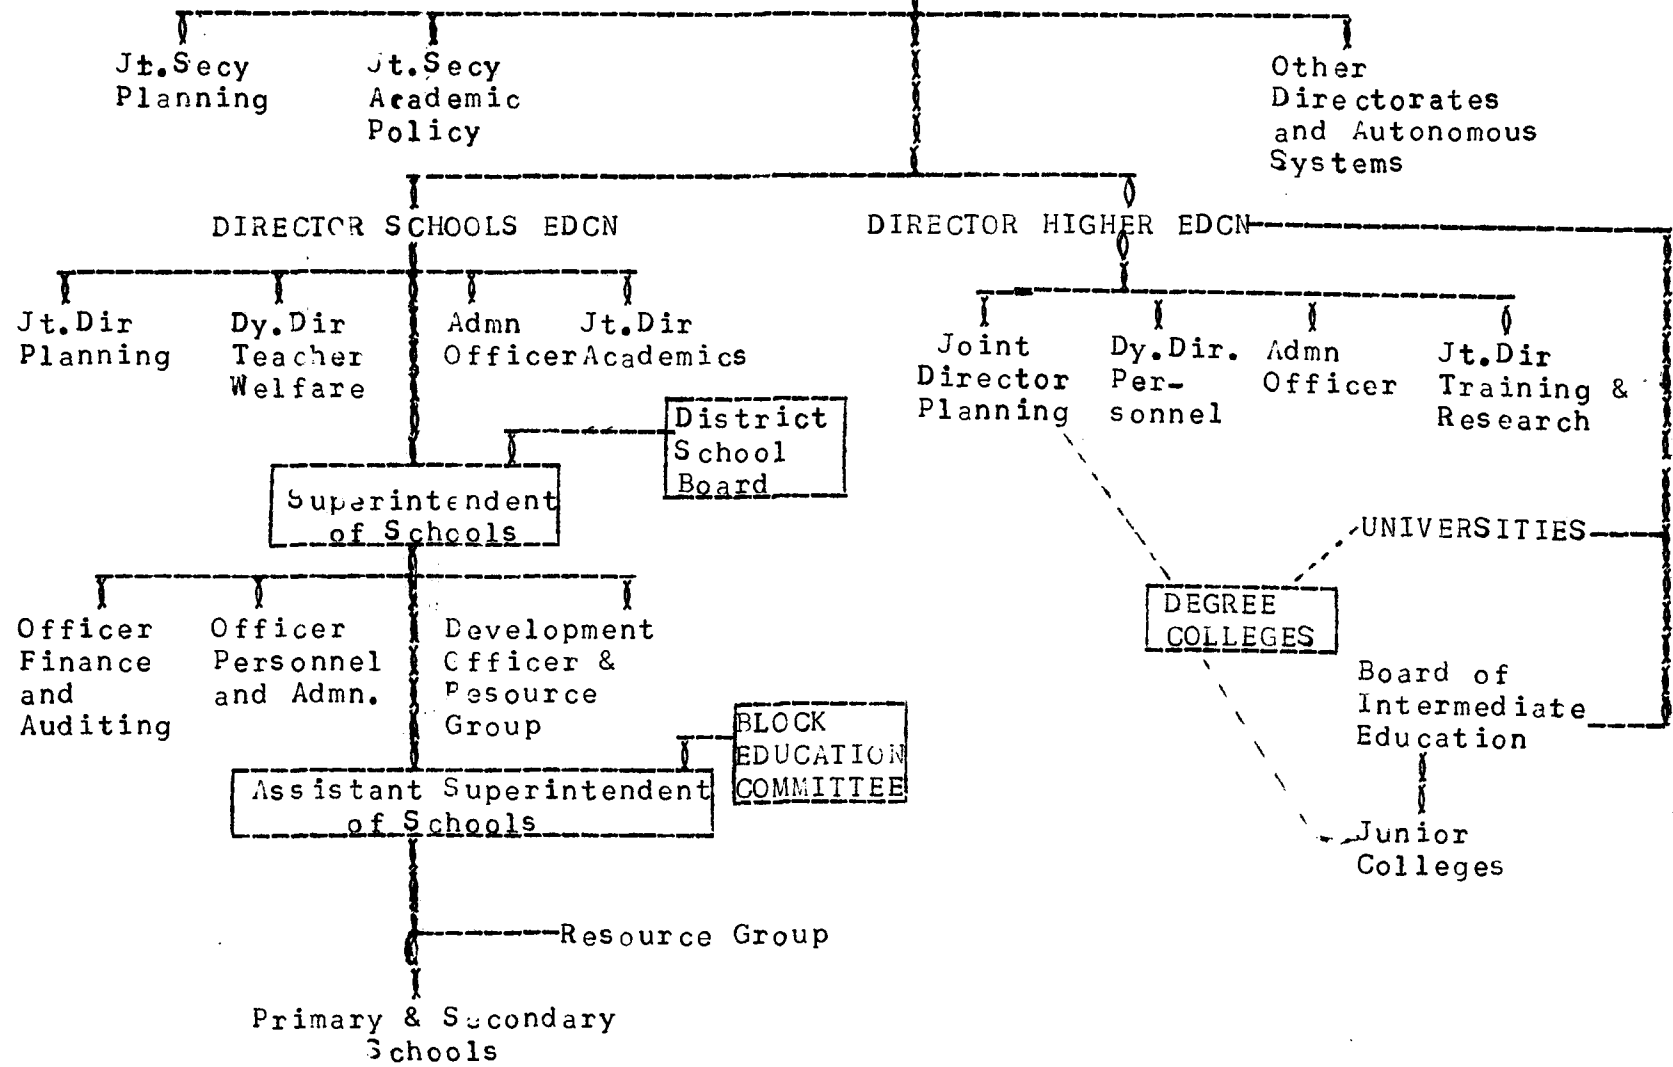 Jt.Secy
Planning
Jt.Secy
Academic
Policy
Other
Directorates
and Autonomous
Systems
DIRECTOR SCHOOLS EDCN
DIRECTOR HIGHER EDCN
Jt.Dir
Planning
Dy.Dir
Teacher
Welfare
Admn
Officer
Jt.Dir
Academics
Joint
Director
Planning
Dy.Dir.
Per-
sonnel
Admn
Officer
Jt.Dir
Training &
Research
District
School
Board
Superintendent
of Schools
UNIVERSITIES
DEGREE
COLLEGES
Officer
Finance
and
Auditing
Officer
Personnel
and Admn.
Development
Officer &
Resource
Group
Board of
Intermediate
Education
BLOCK
EDUCATION
COMMITTEE
Assistant Superintendent
of Schools
Junior
Colleges
Resource Group
Primary & Secondary
Schools